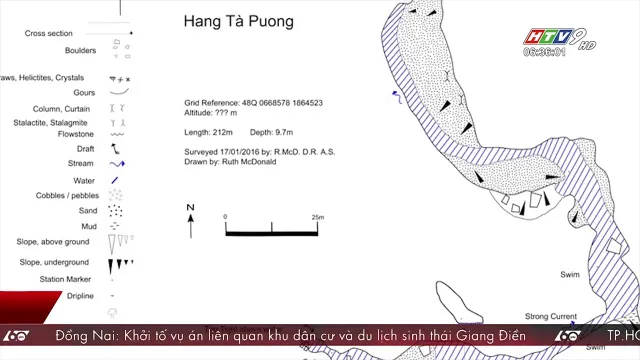 Hang Tà Puong
HTV9 HD
06:36:01
Cross section
Boulders
raws, Helictites, Crystals
Gours
Column, Curtain
Stalactite, Stalagmite
Flowstone
Draft
Stream
Water
Cobbles / pebbles
Sand
Mud
Slope, above ground
Slope, underground
Station Marker
Dripline
Grid Reference: 48Q 0668578 1864523
Altitude: ??? m
Length: 212m Depth: 9.7m
Surveyed 17/01/2016 by: R.McD. D.R. A.S.
Drawn by: Ruth McDonald
N
0 25m
Swim
Strong Current
60
Đồng Nai: Khởi tố vụ án liên quan khu dân cư và du lịch sinh thái Giang Điền
60
TP.HC